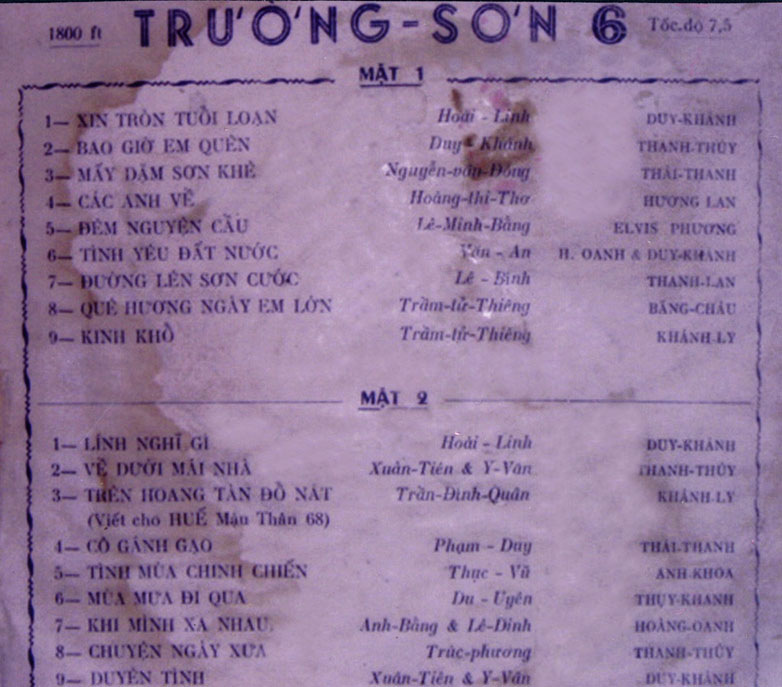 1800 ft TRƯỜNG-SƠN 6 Tốc.độ 7,5
MẶT 1
1— XIN TRÒN TUỔI LOẠN Hoài - Linh DUY-KHÁNH
2— BAO GIỜ EM QUÊN Duy - Khánh THANH-THÚY
3— MẤY DẶM SƠN KHÊ Nguyễn-văn-Đông THÁI-THANH
4— CÁC ANH VỀ Hoàng-thi-Thơ HƯƠNG LAN
5— ĐÊM NGUYỆN CẦU Lê-Minh-Bằng ELVIS PHƯƠNG
6— TÌNH YÊU ĐẤT NƯỚC Văn - An H. OANH & DUY-KHÁNH
7— ĐƯỜNG LÊN SƠN CƯỚC Lê - Bình THANH-LAN
8— QUÊ HƯƠNG NGÀY EM LỚN Trầm-tử-Thiêng BĂNG-CHÂU
9— KINH KHỔ Trầm-tử-Thiêng KHÁNH-LY
MẶT 2
1— LÍNH NGHĨ GÌ Hoài - Linh DUY-KHÁNH
2— VỀ DƯỚI MÁI NHÀ Xuân-Tiên & Y-Vân THANH-THÚY
3— TRÊN HOANG TÀN ĐỔ NÁT Trần-Đình-Quân KHÁNH-LY
(Viết cho HUẾ Mậu Thân 68)
4— CÔ GÁNH GẠO Phạm - Duy THÁI-THANH
5— TÌNH MÙA CHINH CHIẾN Thục - Vũ ANH-KHOA
6— MÙA MƯA ĐI QUA Du - Uyên THỤY-KHANH
7— KHI MÌNH XA NHAU. Anh-Bằng & Lê-Dinh HOÀNG-OANH
8— CHUYỆN NGÀY XƯA Trúc-phương THANH-THÚY
9— DUYÊN TÌNH Xuân-Tiên & Y-Vân DUY-KHÁNH